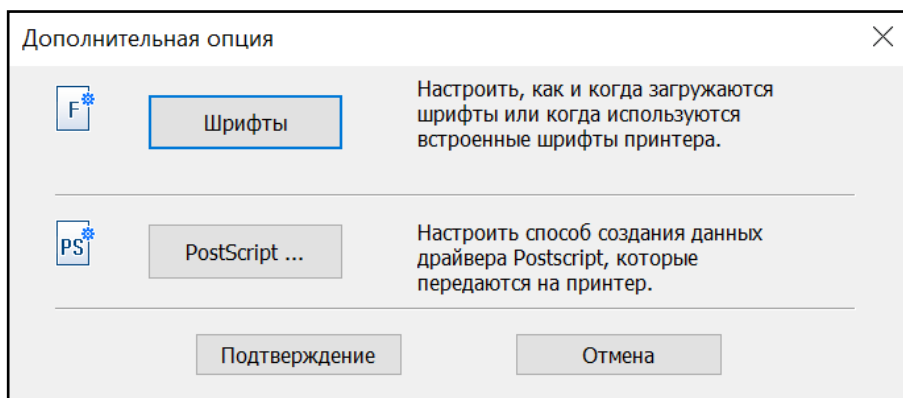 Дополнительная опция
F
Шрифты
Настроить, как и когда загружаются
шрифты или когда используются
встроенные шрифты принтера.
PS
PostScript ...
Настроить способ создания данных
драйвера Postscript, которые
передаются на принтер.
Подтверждение
Отмена